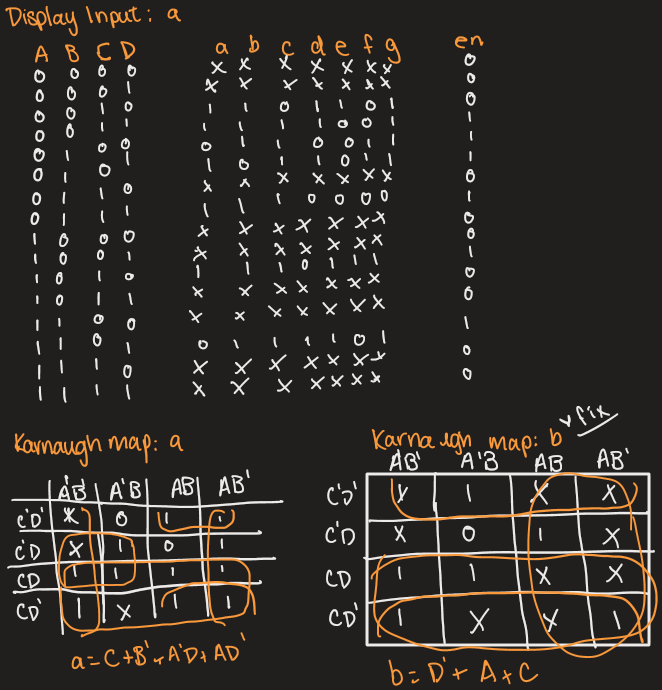 Display Input: a
A B C D a b c d e f g en
0 0 0 0 x x x x x x x 0
0 0 0 1 x x x x x x x 0
0 0 1 0 1 1 0 1 1 0 1 0
0 0 1 1 1 1 1 1 0 0 1 1
0 1 0 0 0 1 1 0 0 1 1 1
0 1 0 1 1 0 1 1 0 1 1 1
0 1 1 0 x x x x x x x 0
0 1 1 1 1 1 1 0 0 0 0 1
1 0 0 0 x x x x x x x 0
1 0 0 1 x x x x x x x 0
1 0 1 0 1 1 1 0 1 1 1 1
1 0 1 1 x x x x x x x 0
1 1 0 0 x x x x x x x 0
1 1 0 1 0 1 1 1 1 0 1 1
1 1 1 0 x x x x x x x 0
1 1 1 1 x x x x x x x 0
Karnaugh map: a
A'B' A'B AB AB'
C'D' x 0 1 1
C'D x 1 0 1
CD 1 1 1 1
CD' 1 x 1 1
a = C + B' + A'D + AD'
Karnaugh map: b
fix
AB' A'B AB AB'
C'D' x 1 x x
C'D x 0 1 x
CD 1 1 x x
CD' 1 x x 1
b = D' + A + C